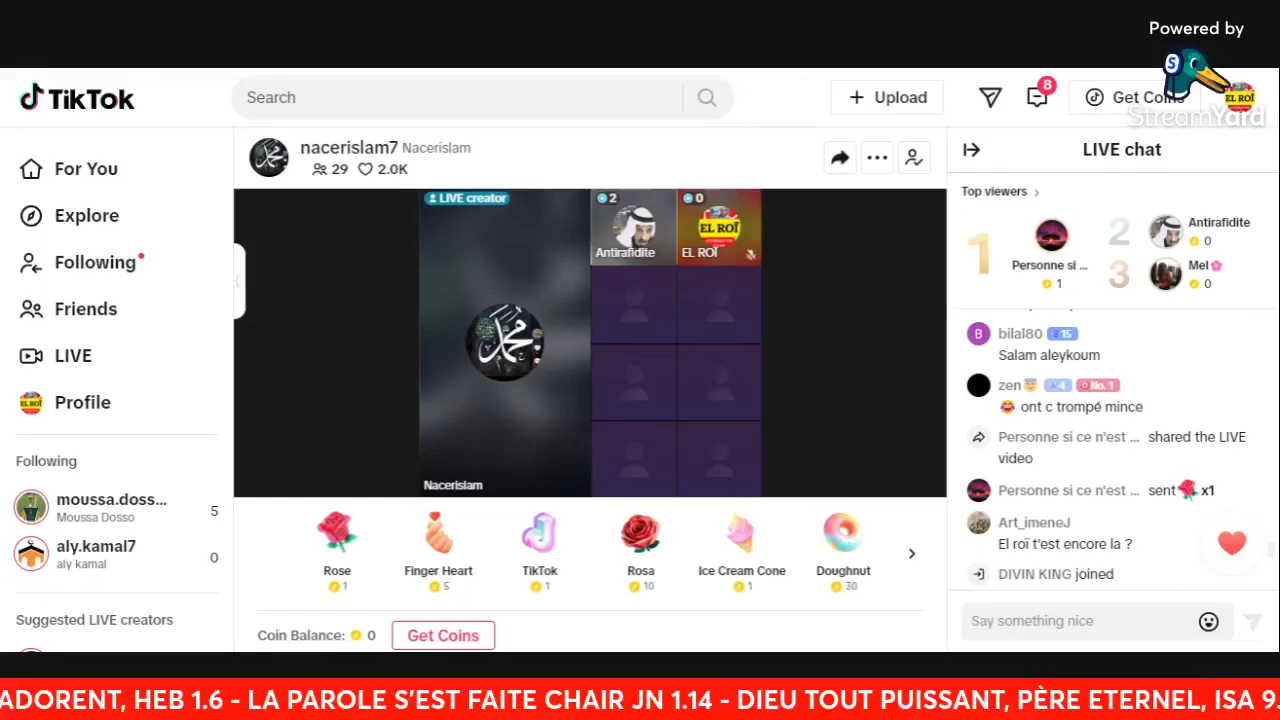 Powered by
StreamYard
TikTok
Search
Upload
8
Get Coins
EL ROÏ
For You
Explore
Following
Friends
LIVE
Profile
Following
moussa.doss...
Moussa Dosso
5
aly.kamal7
aly kamal
0
Suggested LIVE creators
nacerislam7 Nacerislam
29 2.0K
LIVE creator
2
Antirafidite
0
EL ROÏ
EL ROÏ
محمد
Nacerislam
Rose
1
Finger Heart
5
TikTok
1
Rosa
10
Ice Cream Cone
1
Doughnut
30
Coin Balance: 0 Get Coins
LIVE chat
Top viewers
1
Personne si ...
1
2
Antirafidite
0
3
Mel🌸
0
B bilal80 15
Salam aleykoum
zen😇 4 No. 1
😂 ont c trompé mince
Personne si ce n'est ... shared the LIVE
video
Personne si ce n'est ... sent x1
Art_imeneJ
El roï t'est encore la ?
DIVIN KING joined
Say something nice
ADORENT, HEB 1.6 - LA PAROLE S'EST FAITE CHAIR JN 1.14 - DIEU TOUT PUISSANT, PÈRE ETERNEL, ISA 9.